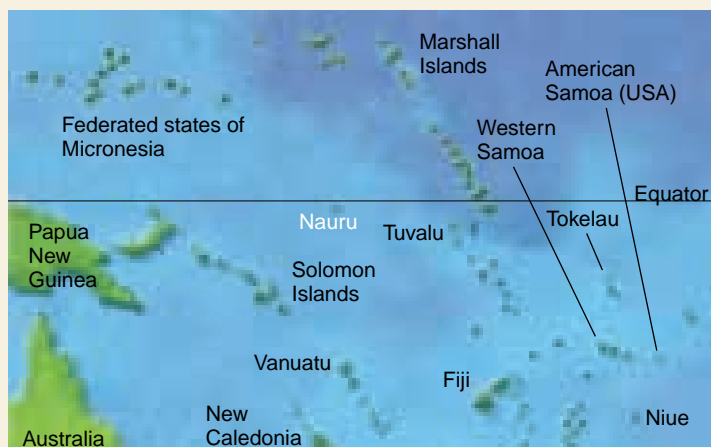 Marshall
Islands
American
Samoa (USA)
Federated states of
Micronesia
Western
Samoa
Equator
Nauru
Tokelau
Tuvalu
Papua
New
Guinea
Solomon
Islands
Vanuatu
Fiji
New
Caledonia
Niue
Australia